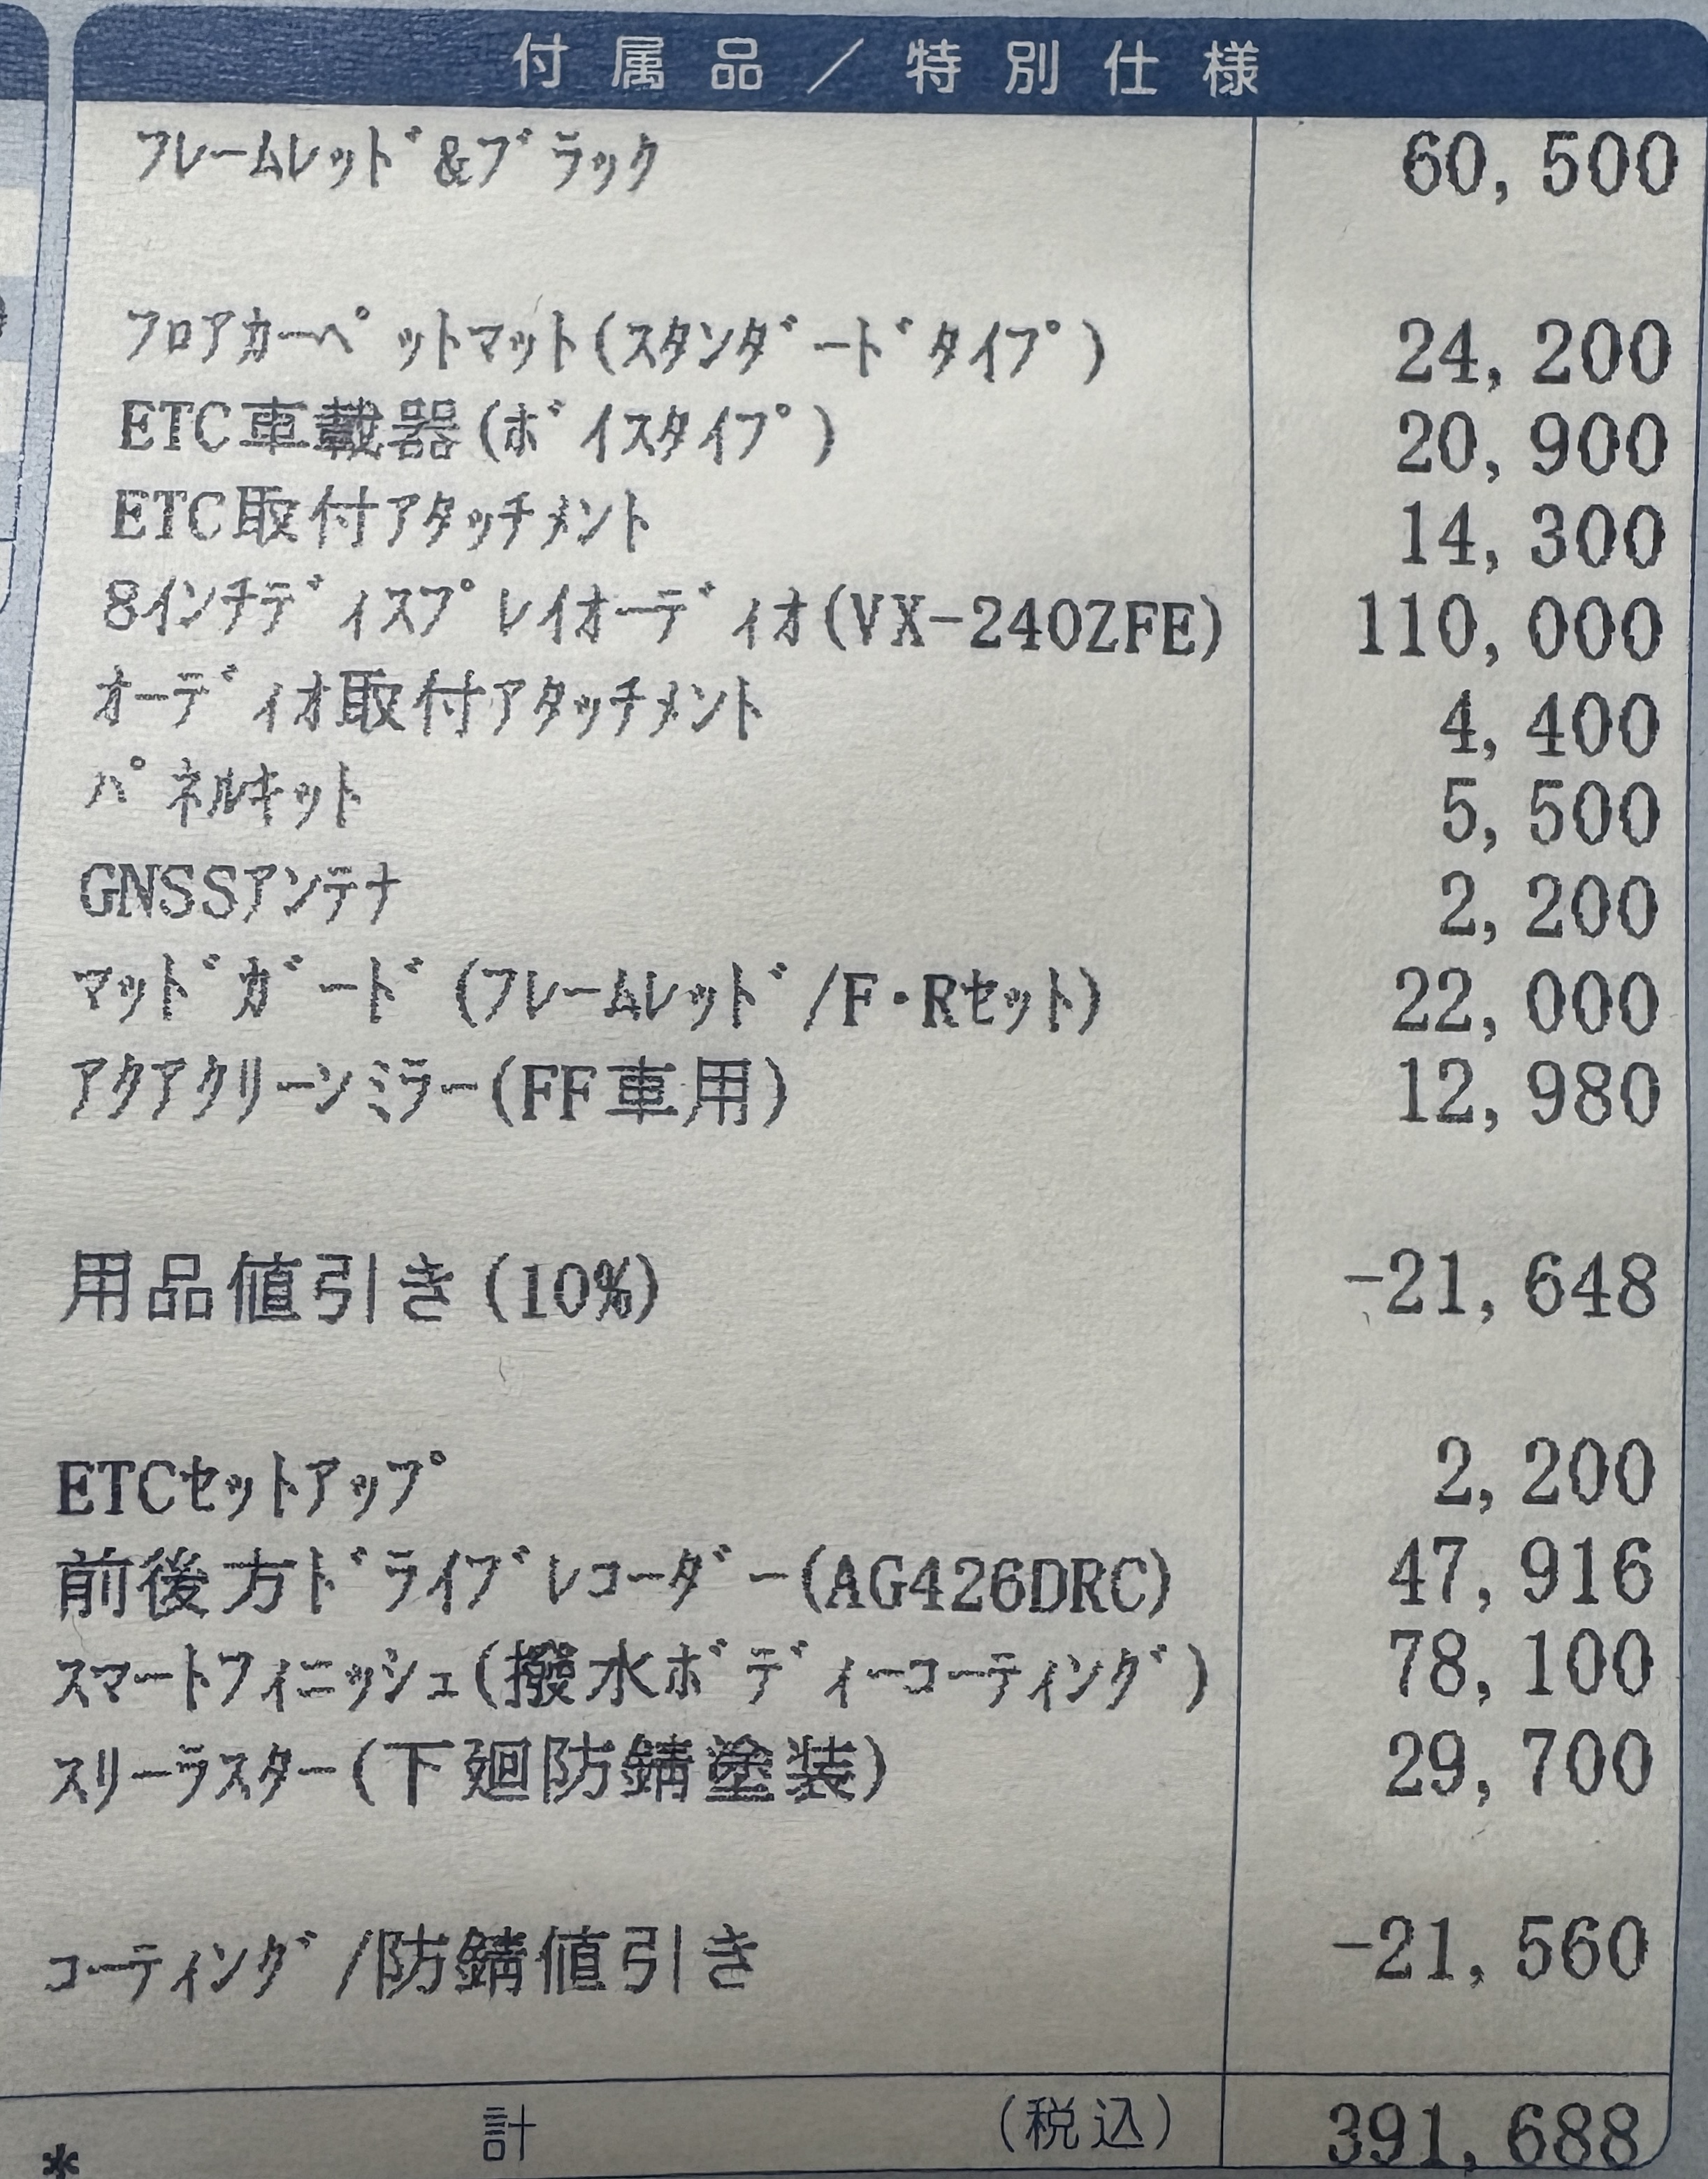 付属品／特別仕様
ﾌﾚｰﾑﾚｯﾄﾞ&ﾌﾞﾗｯｸ 60,500
ﾌﾛｱｶｰﾍﾟｯﾄﾏｯﾄ(ｽﾀﾝﾀﾞｰﾄﾞﾀｲﾌﾟ) 24,200
ETC車載器(ﾎﾞｲｽﾀｲﾌﾟ) 20,900
ETC取付ｱﾀｯﾁﾒﾝﾄ 14,300
8ｲﾝﾁﾃﾞｨｽﾌﾟﾚｲｵｰﾃﾞｨｵ(VX-240ZFE) 110,000
ｵｰﾃﾞｨｵ取付ｱﾀｯﾁﾒﾝﾄ 4,400
ﾊﾟﾈﾙｷｯﾄ 5,500
GNSSｱﾝﾃﾅ 2,200
ﾏｯﾄﾞｶﾞｰﾄﾞ(ﾌﾚｰﾑﾚｯﾄﾞ/F・Rｾｯﾄ) 22,000
ｱｸｱｸﾘｰﾝﾐﾗｰ(FF車用) 12,980
用品値引き(10%) -21,648
ETCｾｯﾄｱｯﾌﾟ 2,200
前後方ﾄﾞﾗｲﾌﾞﾚｺｰﾀﾞｰ(AG426DRC) 47,916
ｽﾏｰﾄﾌｨﾆｯｼｭ(撥水ﾎﾞﾃﾞｨｰｺｰﾃｨﾝｸﾞ) 78,100
ｽﾘｰﾗｽﾀｰ(下廻防錆塗装) 29,700
ｺｰﾃｨﾝｸﾞ/防錆値引き -21,560
* 計 (税込) 391,688